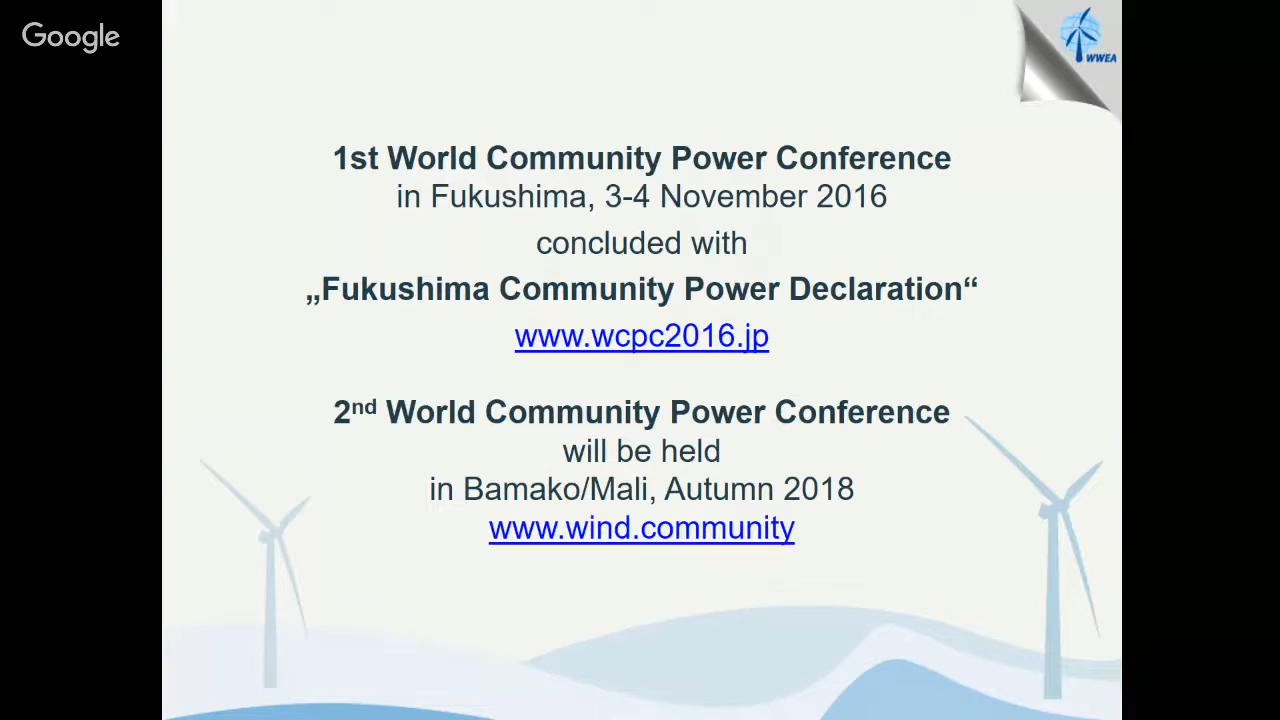 Google
WWEA
1st World Community Power Conference
in Fukushima, 3-4 November 2016
concluded with
„Fukushima Community Power Declaration“
www.wcpc2016.jp
2nd World Community Power Conference
will be held
in Bamako/Mali, Autumn 2018
www.wind.community